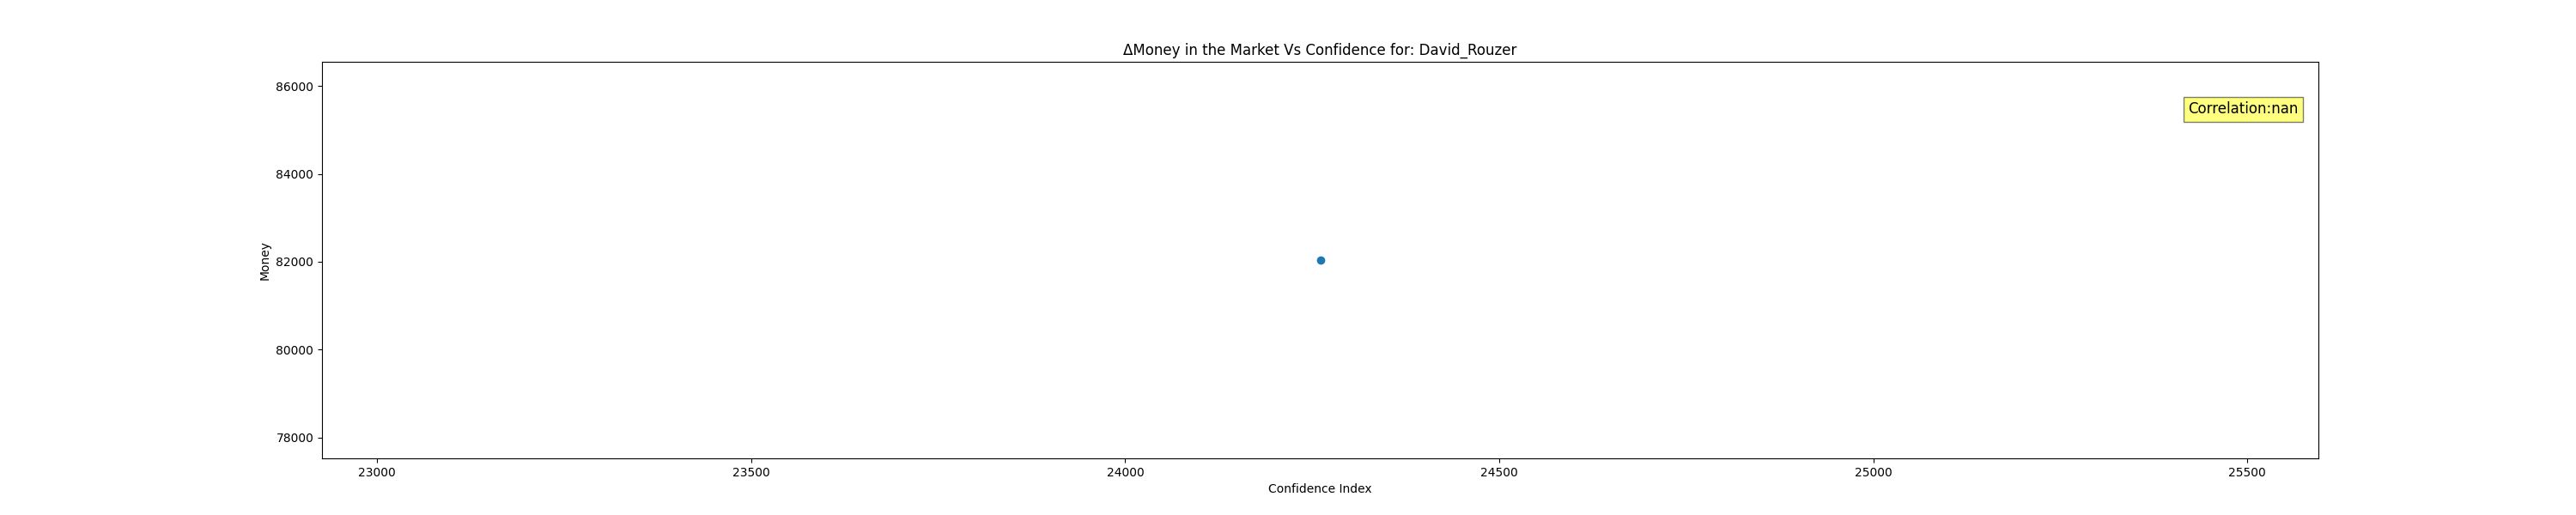 ΔMoney in the Market Vs Confidence for: David_Rouzer
86000
84000
82000
80000
78000
Money
Correlation:nan
23000 23500 24000 24500 25000 25500
Confidence Index